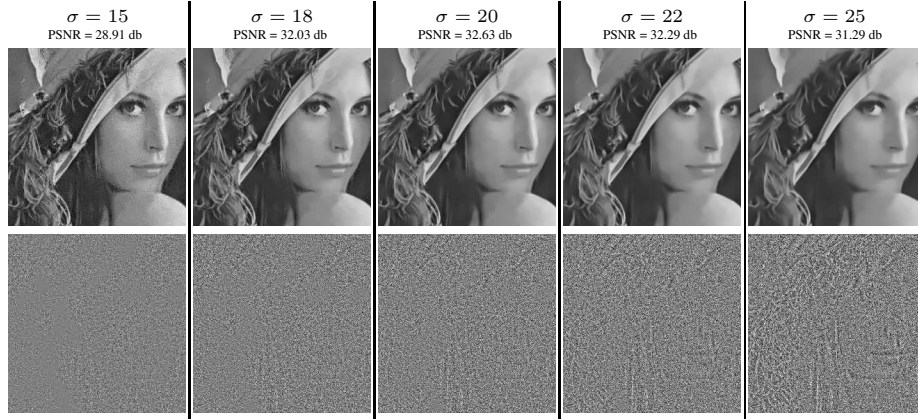 σ = 15
PSNR = 28.91 db
σ = 18
PSNR = 32.03 db
σ = 20
PSNR = 32.63 db
σ = 22
PSNR = 32.29 db
σ = 25
PSNR = 31.29 db